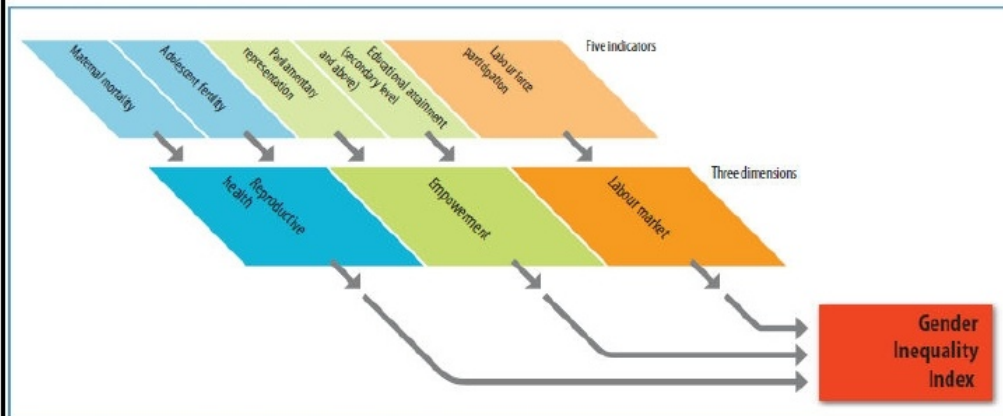 Maternal mortality
Adolescent fertility
Parliamentary
representation
Educational attainment
(secondary level
and above)
Labour force
participation
Five indicators
Reproductive
health
Empowerment
Labour market
Three dimensions
Gender
Inequality
Index